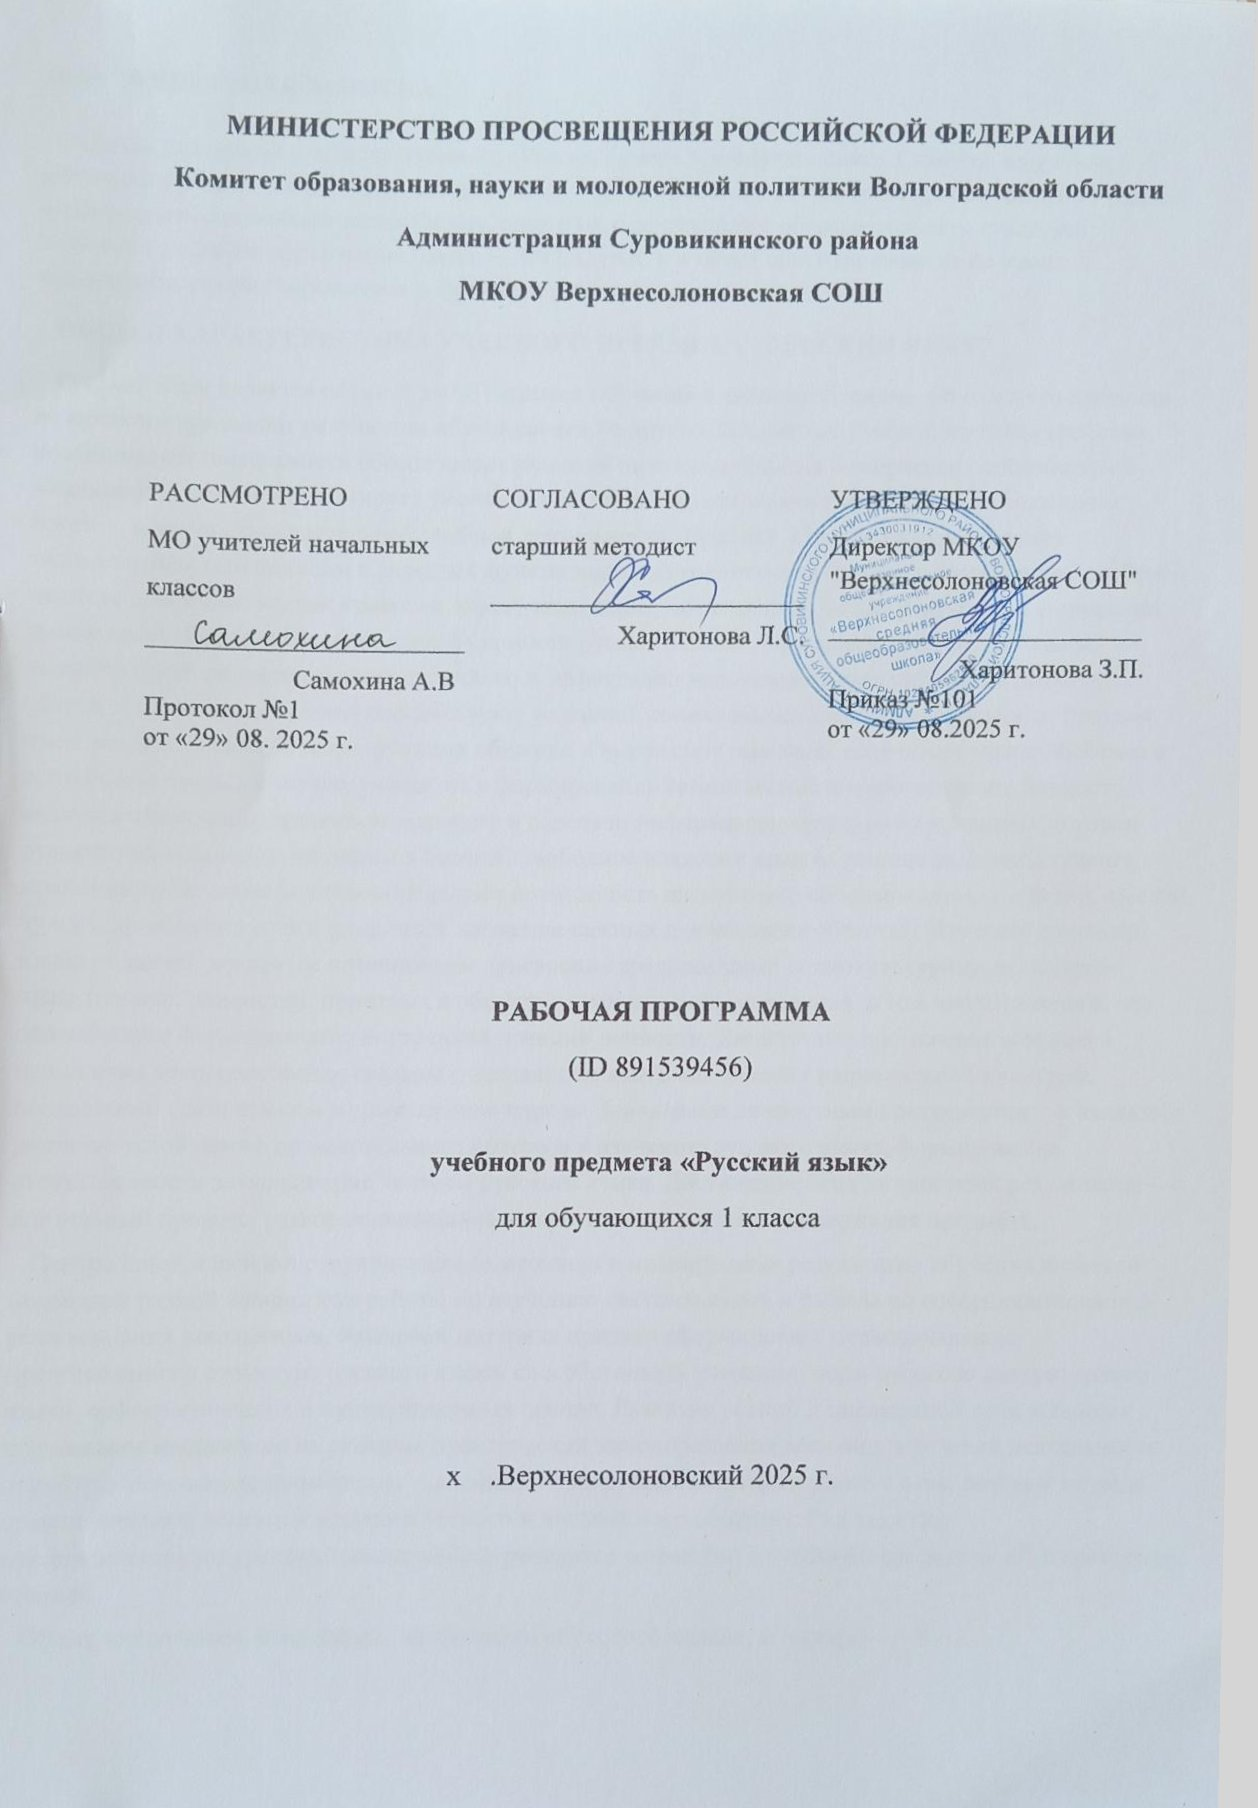 МИНИСТЕРСТВО ПРОСВЕЩЕНИЯ РОССИЙСКОЙ ФЕДЕРАЦИИ
Комитет образования, науки и молодежной политики Волгоградской области
Администрация Суровикинского района
МКОУ Верхнесолоновская СОШ
РАССМОТРЕНО
МО учителей начальных
классов
Самохина
Самохина А.В
Протокол №1
от «29» 08. 2025 г.
СОГЛАСОВАНО
старший методист
Харитонова Л.С.
УТВЕРЖДЕНО
Директор МКОУ
"Верхнесолоновская СОШ"
Харитонова З.П.
Приказ №101
от «29» 08.2025 г.
общеобразовательное
учреждение
«Верхнесолоновская
средняя
общеобразовательная
школа»
РАБОЧАЯ ПРОГРАММА
(ID 891539456)
учебного предмета «Русский язык»
для обучающихся 1 класса
х .Верхнесолоновский 2025 г.